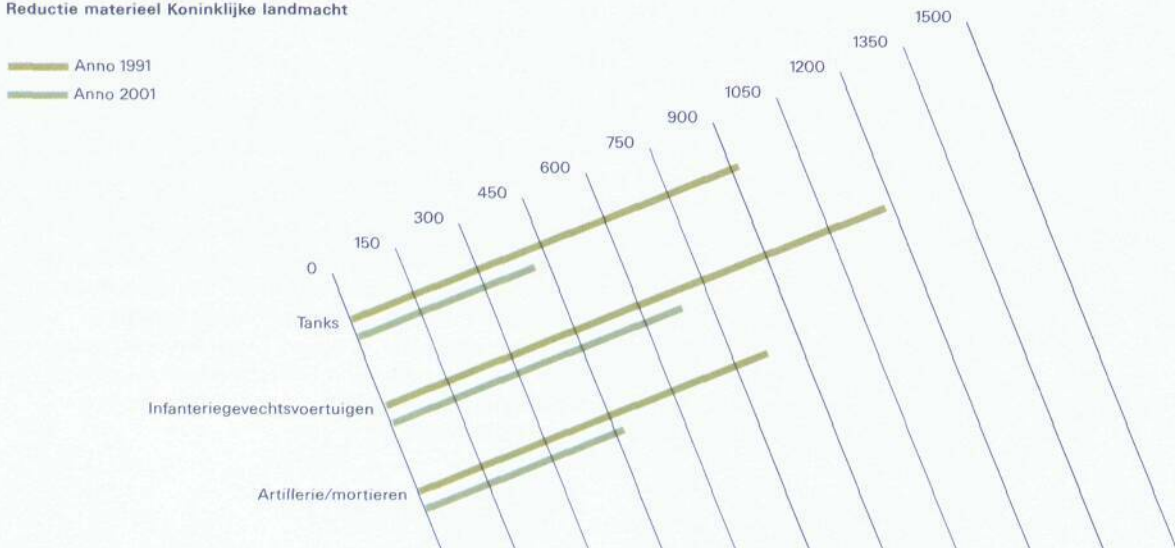 Reductie materieel Koninklijke landmacht
Anno 1991
Anno 2001
0
150
300
450
600
750
900
1050
1200
1350
1500
Tanks
Infanteriegevechtsvoertuigen
Artillerie/mortieren